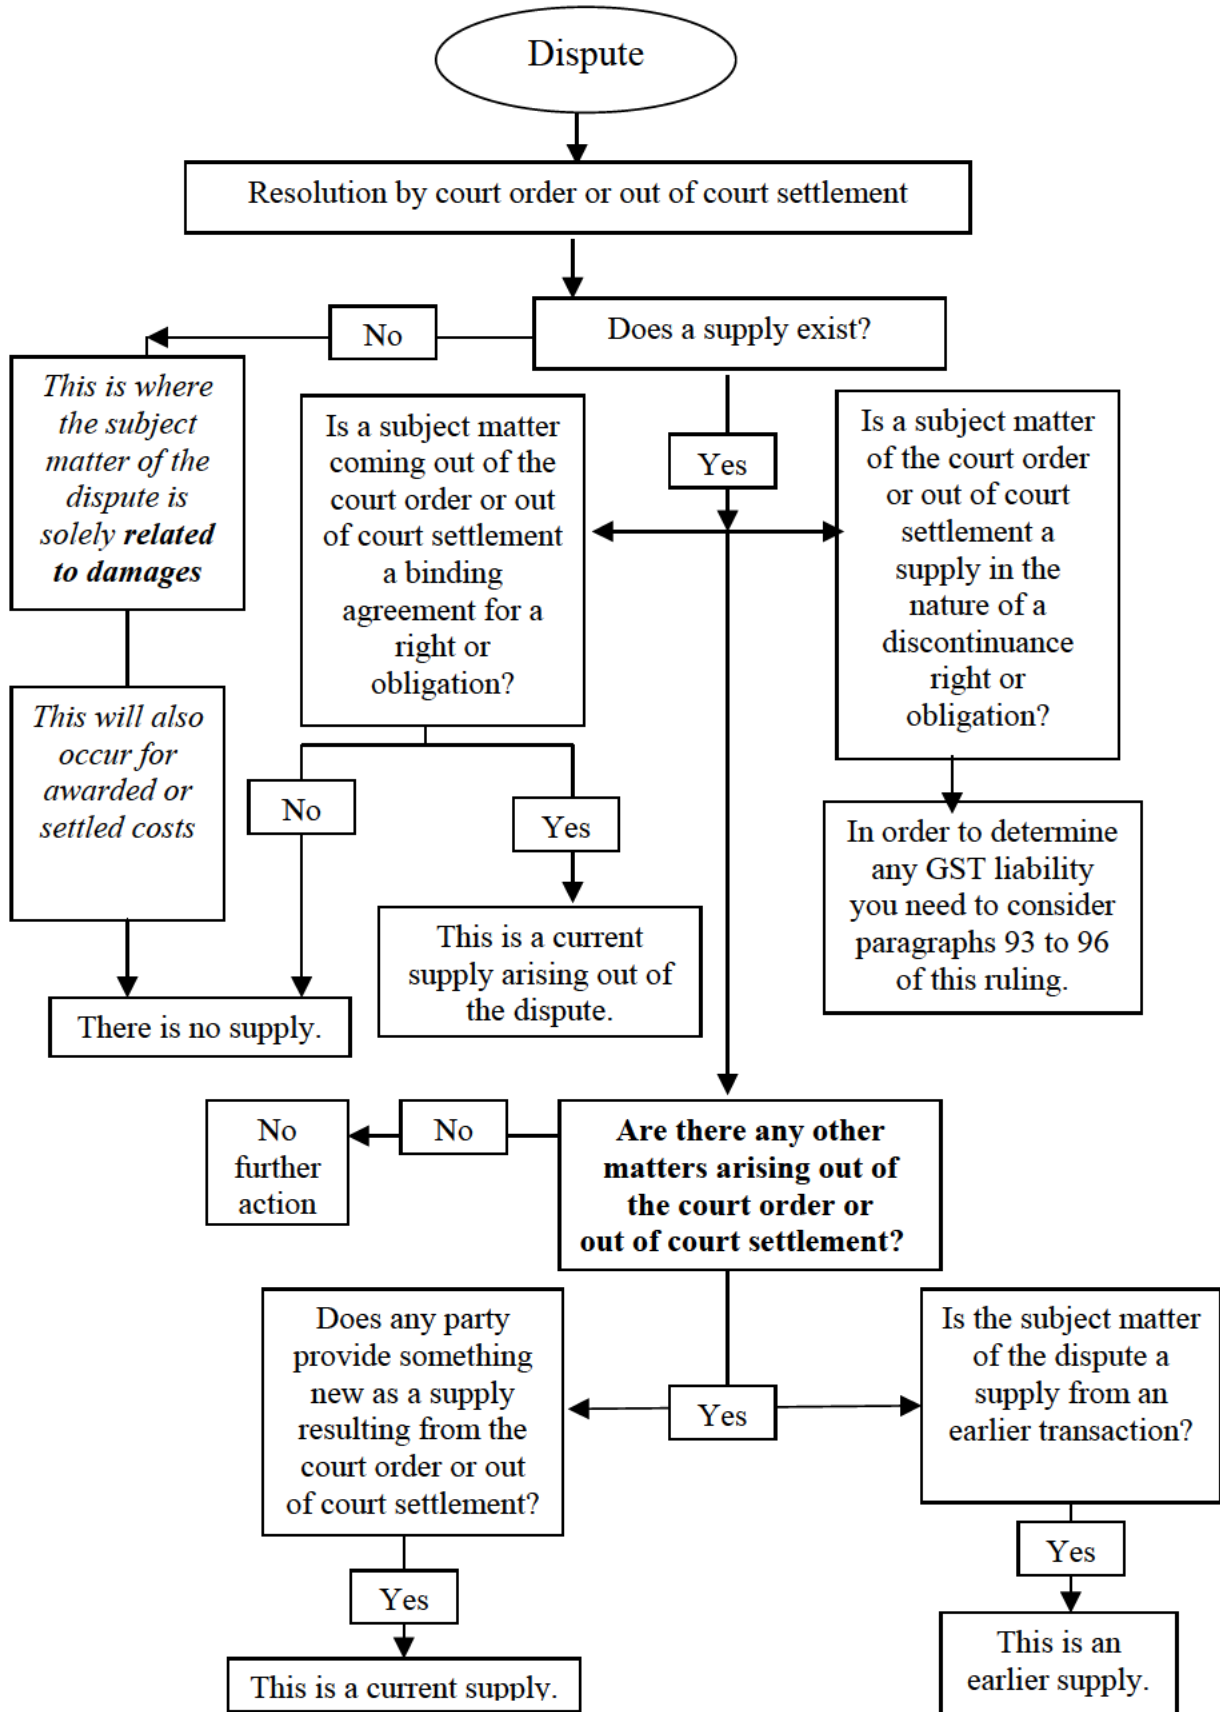 Dispute
Resolution by court order or out of court settlement
Does a supply exist?
No
This is where
the subject
matter of the
dispute is
solely related
to damages
Is a subject matter
coming out of the
court order or out
of court settlement
a binding
agreement for a
right or
obligation?
Yes
Is a subject matter
of the court order
or out of court
settlement a
supply in the
nature of a
discontinuance
right or
obligation?
This will also
occur for
awarded or
settled costs
No
Yes
In order to determine
any GST liability
you need to consider
paragraphs 93 to 96
of this ruling.
This is a current
supply arising out of
the dispute.
There is no supply.
No
further
action
No
Are there any other
matters arising out of
the court order or
out of court settlement?
Does any party
provide something
new as a supply
resulting from the
court order or out
of court settlement?
Yes
Is the subject matter
of the dispute a
supply from an
earlier transaction?
Yes
Yes
This is a current supply.
This is an
earlier supply.